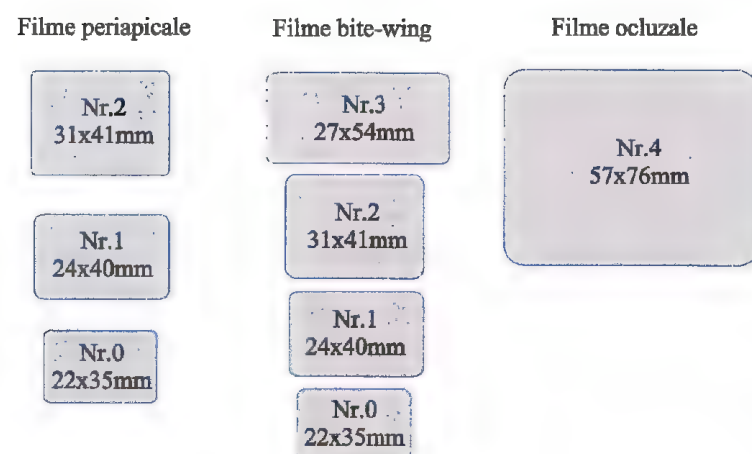 Filme periapicale
Nr.2
31x41mm
Nr.1
24x40mm
Nr.0
22x35mm
Filme bite-wing
Nr.3
27x54mm
Nr.2
31x41mm
Nr.1
24x40mm
Nr.0
22x35mm
Filme ocluzale
Nr.4
57x76mm